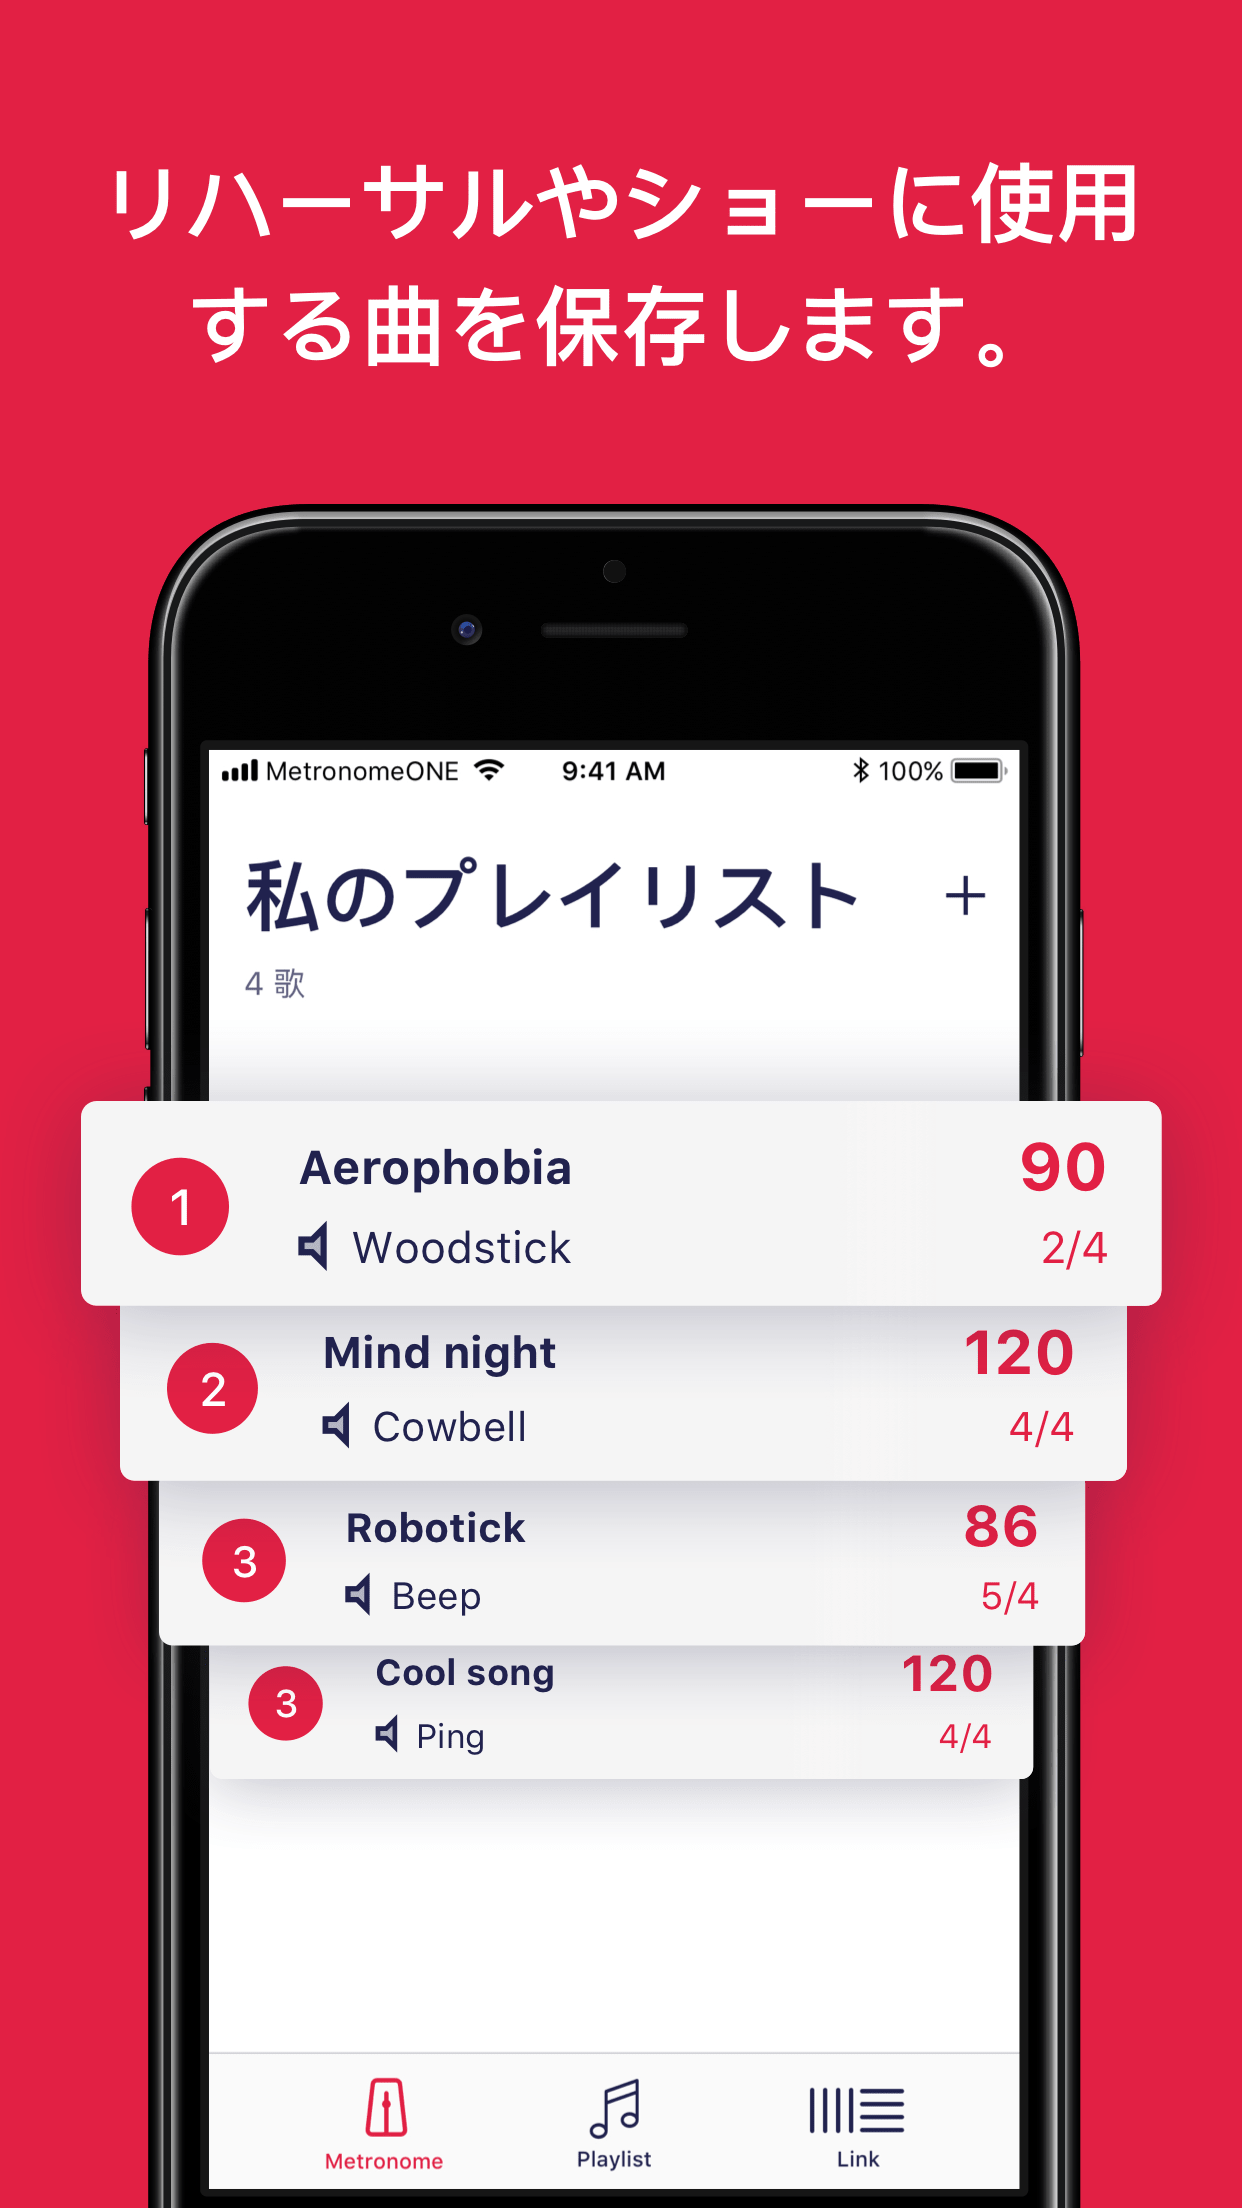 リハーサルやショーに使用
する曲を保存します。
MetronomeONE 9:41 AM 100%
私のプレイリスト +
4 歌
1 Aerophobia 90
Woodstick 2/4
2 Mind night 120
Cowbell 4/4
3 Robotick 86
Beep 5/4
3 Cool song 120
Ping 4/4
Metronome Playlist Link